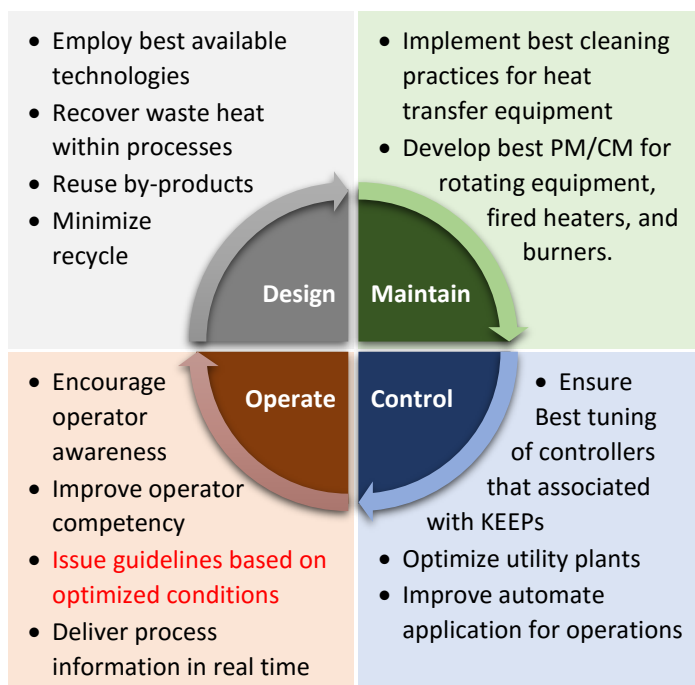 • Employ best available
technologies
• Recover waste heat
within processes
• Reuse by-products
• Minimize
recycle
Design
• Implement best cleaning
practices for heat
transfer equipment
• Develop best PM/CM for
rotating equipment,
fired heaters, and
burners.
Maintain
• Encourage
operator
awareness
• Improve operator
competency
• Issue guidelines based on
optimized conditions
• Deliver process
information in real time
Operate
Control
• Ensure
Best tuning
of controllers
that associated
with KEEPs
• Optimize utility plants
• Improve automate
application for operations